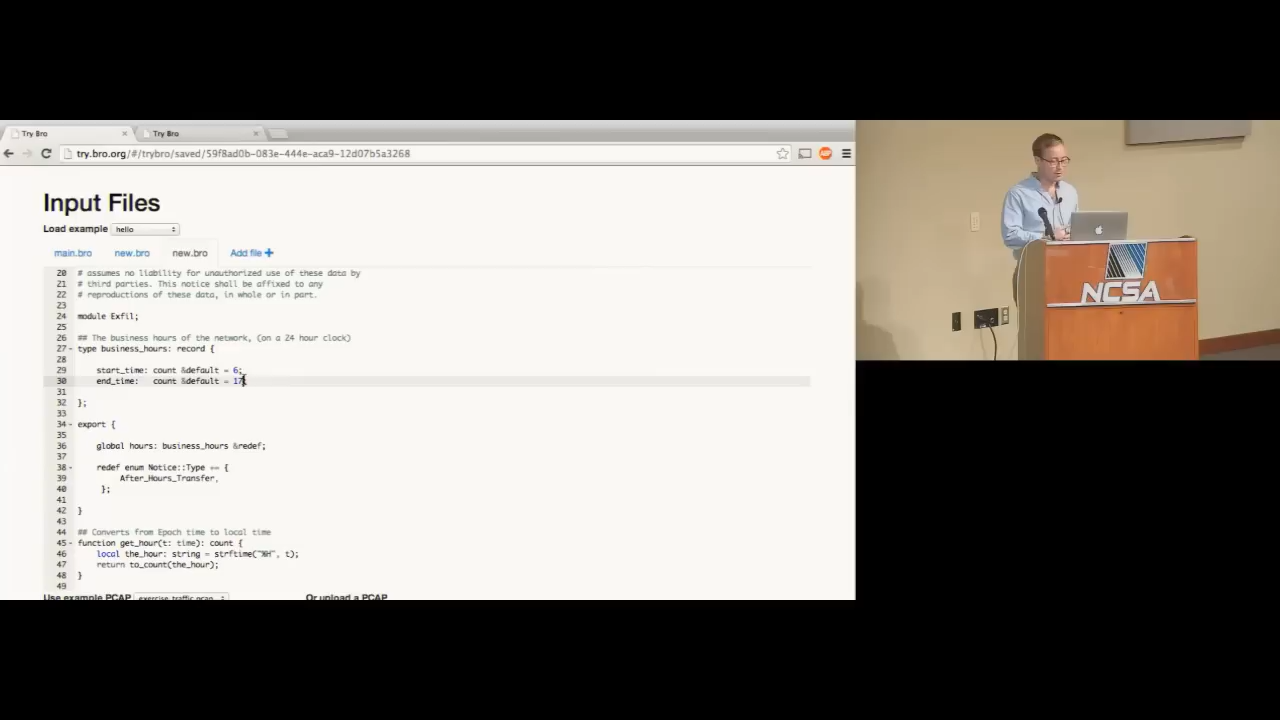 Try Bro
Try Bro
try.bro.org/#/trybro/saved/59f8ad0b-083e-444e-aca9-12d07b5a3268
ABP
Input Files
Load example hello
main.bro new.bro new.bro Add file +
20 # assumes no liability for unauthorized use of these data by
21 # third parties. This notice shall be affixed to any
22 # reproductions of these data, in whole or in part.
23
24 module Exfil;
25
26 ## The business hours of the network, (on a 24 hour clock)
27 type business_hours: record {
28
29 start_time: count &default = 6;
30 end_time: count &default = 17;
31
32 };
33
34 export {
35
36 global hours: business_hours &redef;
37
38 redef enum Notice::Type += {
39 After_Hours_Transfer,
40 };
41
42 }
43
44 ## Converts from Epoch time to local time
45 function get_hour(t: time): count {
46 local the_hour: string = strftime("%H", t);
47 return to_count(the_hour);
48 }
49
Use example PCAP exercise_traffic.pcap Or upload a PCAP
NCSA